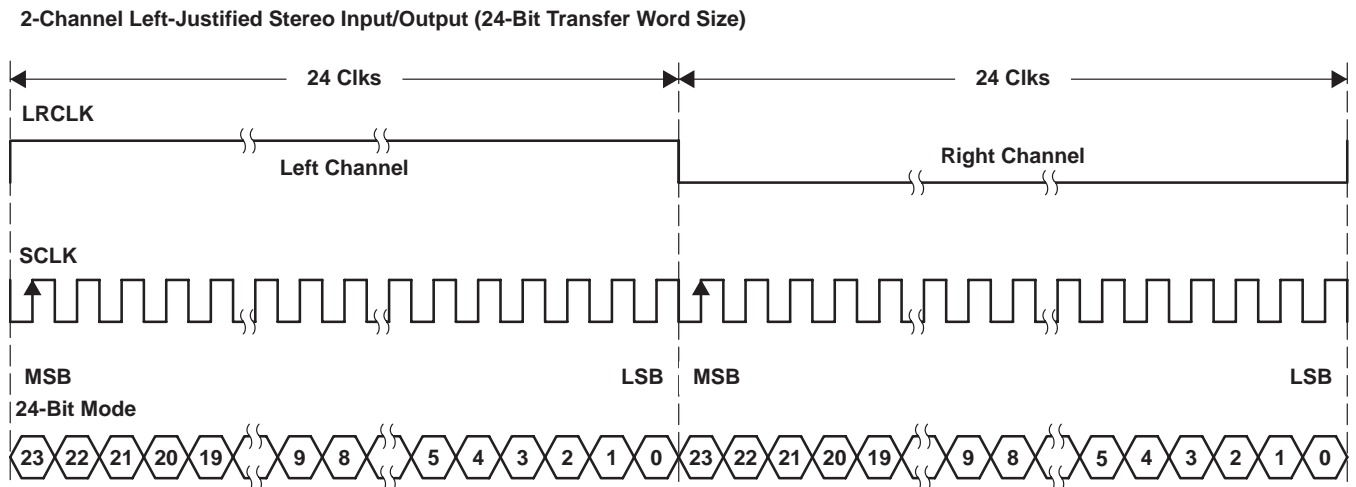 2-Channel Left-Justified Stereo Input/Output (24-Bit Transfer Word Size)
24 Clks 24 Clks
LRCLK
Left Channel Right Channel
SCLK
MSB LSB MSB LSB
24-Bit Mode
23 22 21 20 19 9 8 5 4 3 2 1 0 23 22 21 20 19 9 8 5 4 3 2 1 0